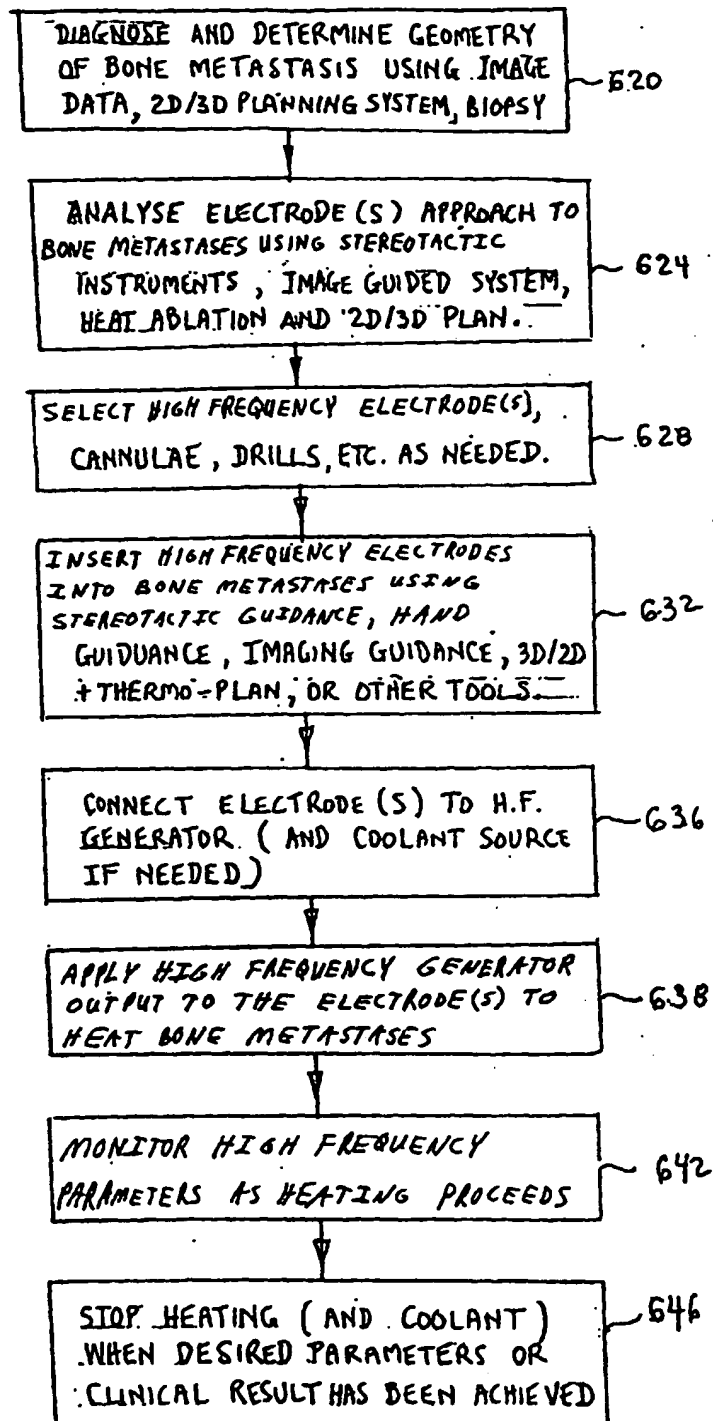 DIAGNOSE AND DETERMINE GEOMETRY
OF BONE METASTASIS USING IMAGE
DATA, 2D/3D PLANNING SYSTEM, BIOPSY
620
ANALYSE ELECTRODE(S) APPROACH TO
BONE METASTASES USING STEREOTACTIC
INSTRUMENTS, IMAGE GUIDED SYSTEM,
HEAT ABLATION AND 2D/3D PLAN.
624
SELECT HIGH FREQUENCY ELECTRODE(S),
CANNULAE, DRILLS, ETC. AS NEEDED.
628
INSERT HIGH FREQUENCY ELECTRODES
INTO BONE METASTASES USING
STEREOTACTIC GUIDANCE, HAND
GUIDUANCE, IMAGING GUIDANCE, 3D/2D
+ THERMO-PLAN, OR OTHER TOOLS.
632
CONNECT ELECTRODE(S) TO H.F.
GENERATOR. (AND COOLANT SOURCE
IF NEEDED)
636
APPLY HIGH FREQUENCY GENERATOR
OUTPUT TO THE ELECTRODE(S) TO
HEAT BONE METASTASES
638
MONITOR HIGH FREQUENCY
PARAMETERS AS HEATING PROCEEDS
642
STOP HEATING (AND COOLANT)
WHEN DESIRED PARAMETERS OR
CLINICAL RESULT HAS BEEN ACHIEVED
646